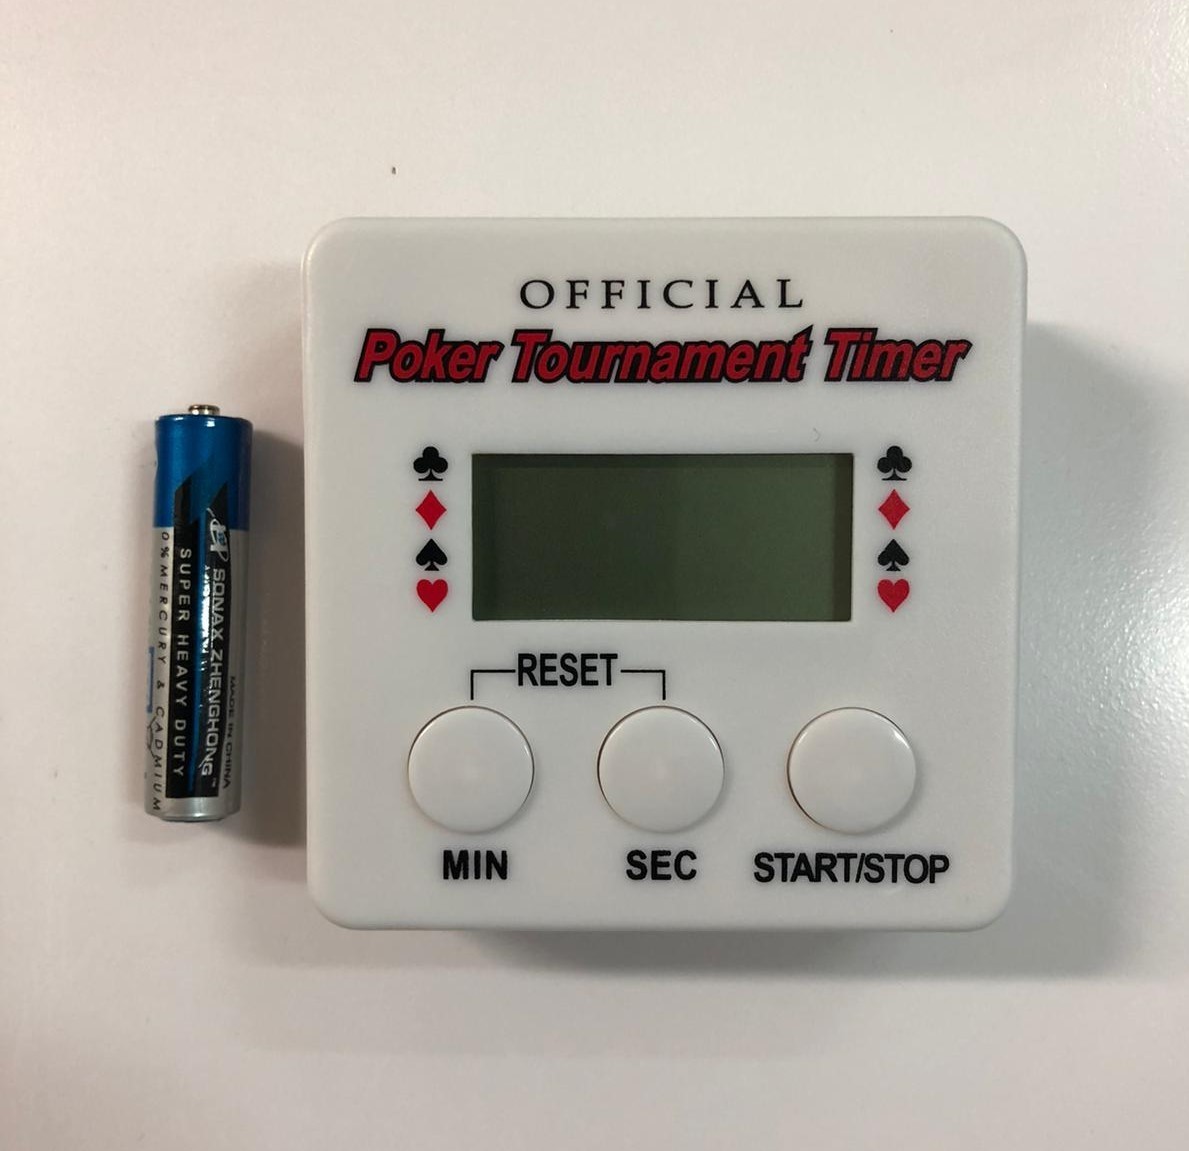 OFFICIAL
Poker Tournament Timer
RESET
MIN SEC START/STOP
MADE IN CHINA
SONAX ZHENGHONG™
SUPER HEAVY DUTY
0%MERCURY & CADMIUM